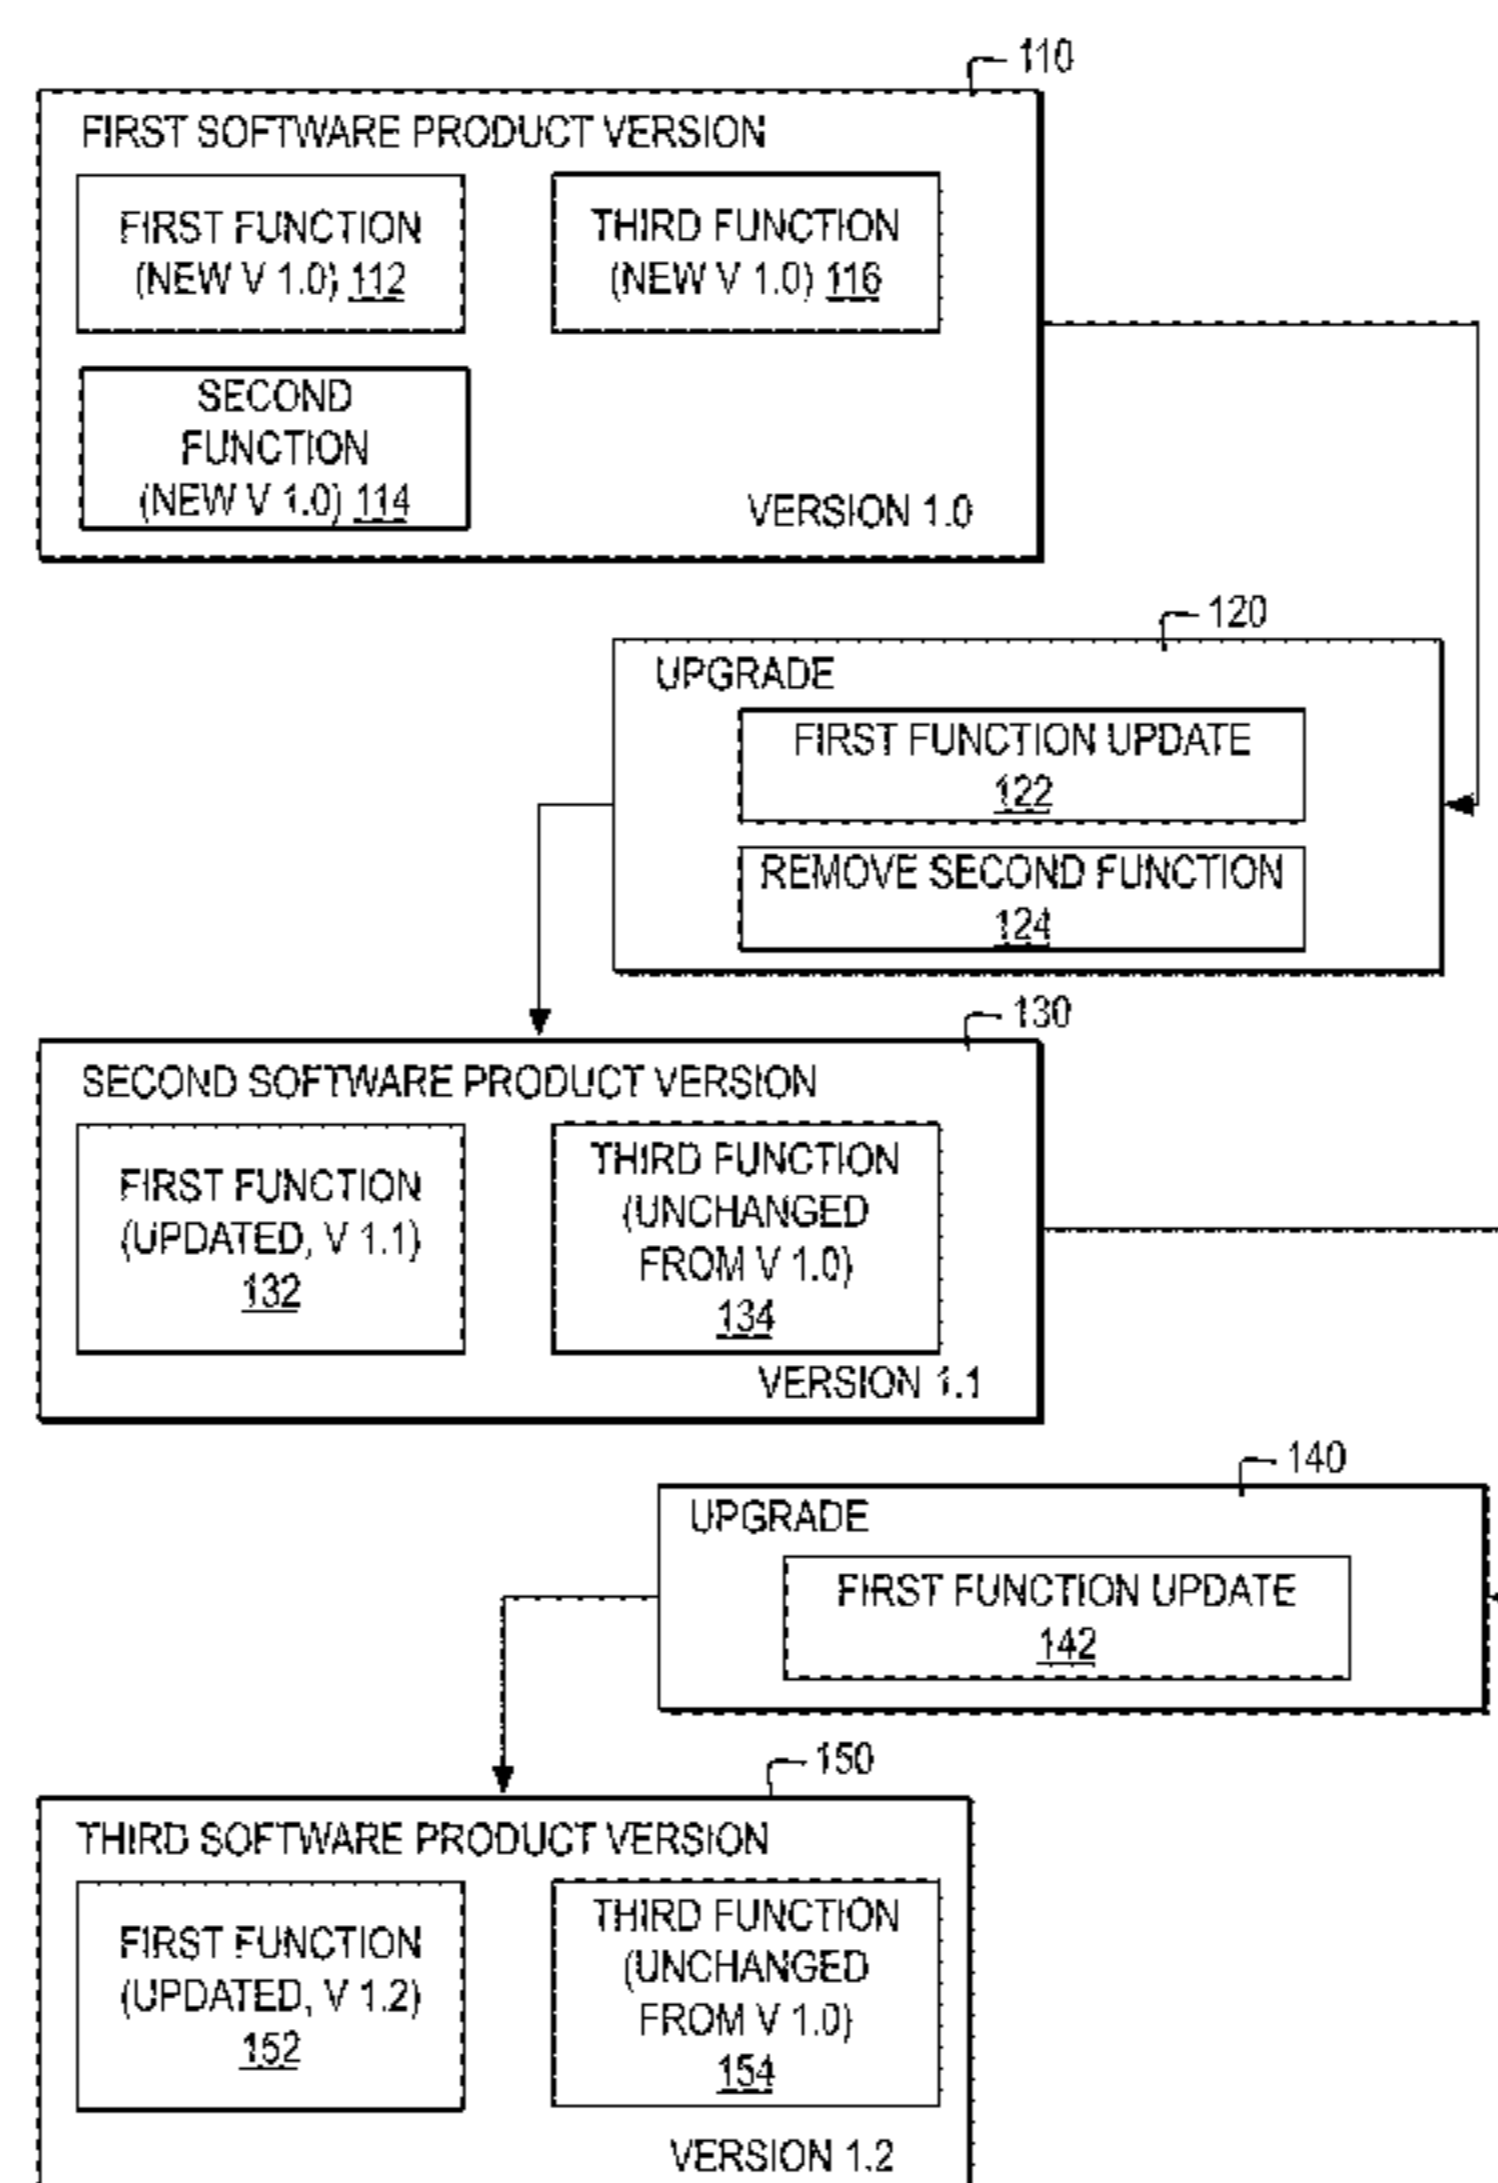 110
FIRST SOFTWARE PRODUCT VERSION
FIRST FUNCTION
(NEW V 1.0) 112
THIRD FUNCTION
(NEW V 1.0) 116
SECOND
FUNCTION
(NEW V 1.0) 114
VERSION 1.0
120
UPGRADE
FIRST FUNCTION UPDATE
122
REMOVE SECOND FUNCTION
124
130
SECOND SOFTWARE PRODUCT VERSION
FIRST FUNCTION
(UPDATED, V 1.1)
132
THIRD FUNCTION
(UNCHANGED
FROM V 1.0)
134
VERSION 1.1
140
UPGRADE
FIRST FUNCTION UPDATE
142
150
THIRD SOFTWARE PRODUCT VERSION
FIRST FUNCTION
(UPDATED, V 1.2)
152
THIRD FUNCTION
(UNCHANGED
FROM V 1.0)
154
VERSION 1.2